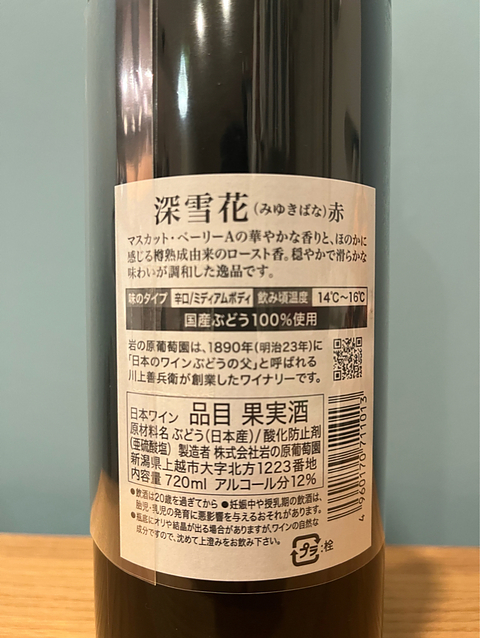 深雪花(みゆきばな)赤
マスカット・ベーリーAの華やかな香りと、ほのかに
感じる樽熟成由来のロースト香。穏やかで滑らかな
味わいが調和した逸品です。
味のタイプ 辛口/ミディアムボディ 飲み頃温度 14℃〜16℃
国産ぶどう100%使用
岩の原葡萄園は、1890年(明治23年)に
「日本のワインぶどうの父」と呼ばれる
川上善兵衛が創業したワイナリーです。
日本ワイン 品目 果実酒
原材料名 ぶどう(日本産)/酸化防止剤
(亜硫酸塩) 製造者 株式会社岩の原葡萄園
新潟県上越市大字北方1223番地
内容量 720ml アルコール分12%
●飲酒は20歳を過ぎてから ●妊娠中や授乳期の飲酒は、
胎児・乳児の発育に悪影響を与えるおそれがあります。
●瓶底にオリや結晶が出る場合がありますが、ワインの自然な
成分ですので、沈めて上澄みをお飲み下さい。
プラ:栓
4 960170 711013